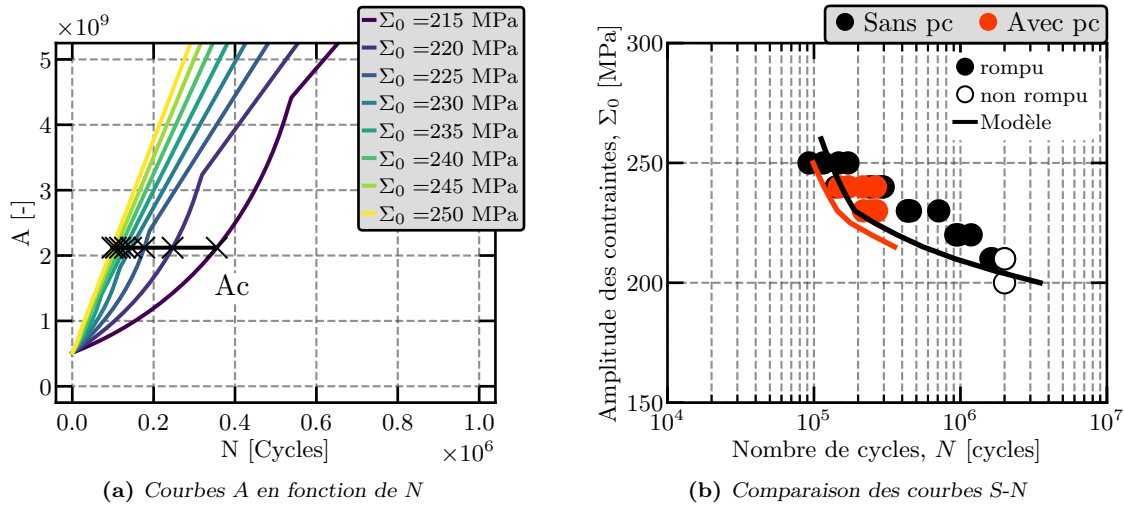 ×10⁹
Σ₀ =215 MPa
Σ₀ =220 MPa
Σ₀ =225 MPa
Σ₀ =230 MPa
Σ₀ =235 MPa
Σ₀ =240 MPa
Σ₀ =245 MPa
Σ₀ =250 MPa
5
4
3
2
1
0
A [-]
Ac
0.0 0.2 0.4 0.6 0.8 1.0
N [Cycles]
×10⁶
(a) Courbes A en fonction de N
Sans pc Avec pc
rompu
non rompu
Modèle
300
250
200
150
Amplitude des contraintes, Σ₀ [MPa]
10⁴ 10⁵ 10⁶ 10⁷
Nombre de cycles, N [cycles]
(b) Comparaison des courbes S-N